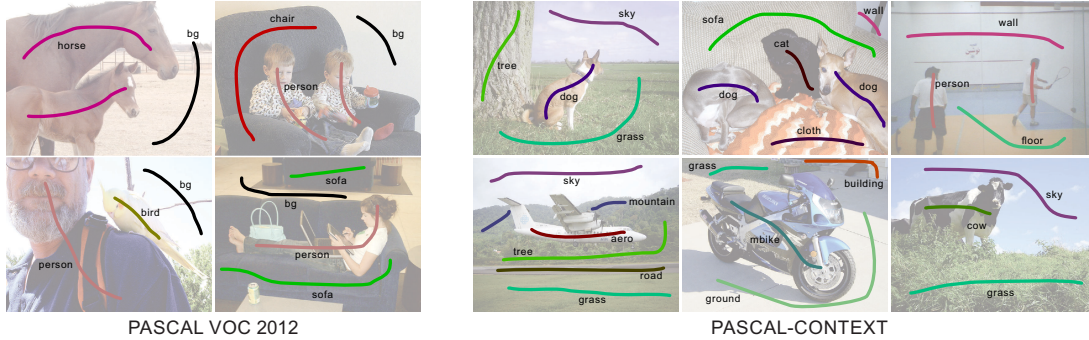 horse
bg
chair
person
bg
bird
bg
person
sofa
bg
person
sofa
PASCAL VOC 2012
sky
tree
dog
grass
sofa
wall
cat
dog
dog
cloth
wall
person
floor
sky
mountain
aero
tree
road
grass
grass
building
mbike
ground
sky
cow
grass
PASCAL-CONTEXT